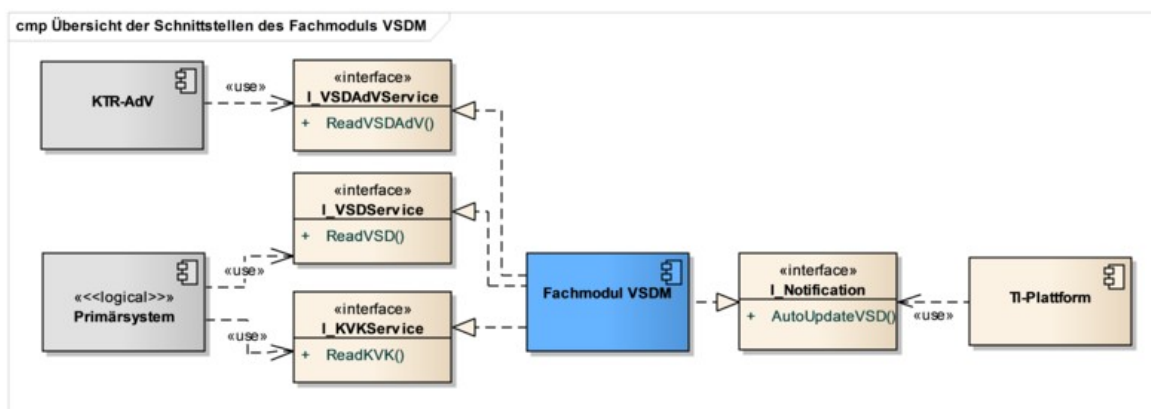 cmp Übersicht der Schnittstellen des Fachmoduls VSDM
KTR-AdV
«use»
«interface»
I_VSDAdVService
+ ReadVSDAdV()
«interface»
I_VSDService
+ ReadVSD()
«<<logical>>»
Primärsystem
«use»
«use»
«interface»
I_KVKService
+ ReadKVK()
Fachmodul VSDM
«interface»
I_Notification
+ AutoUpdateVSD()
«use»
TI-Plattform